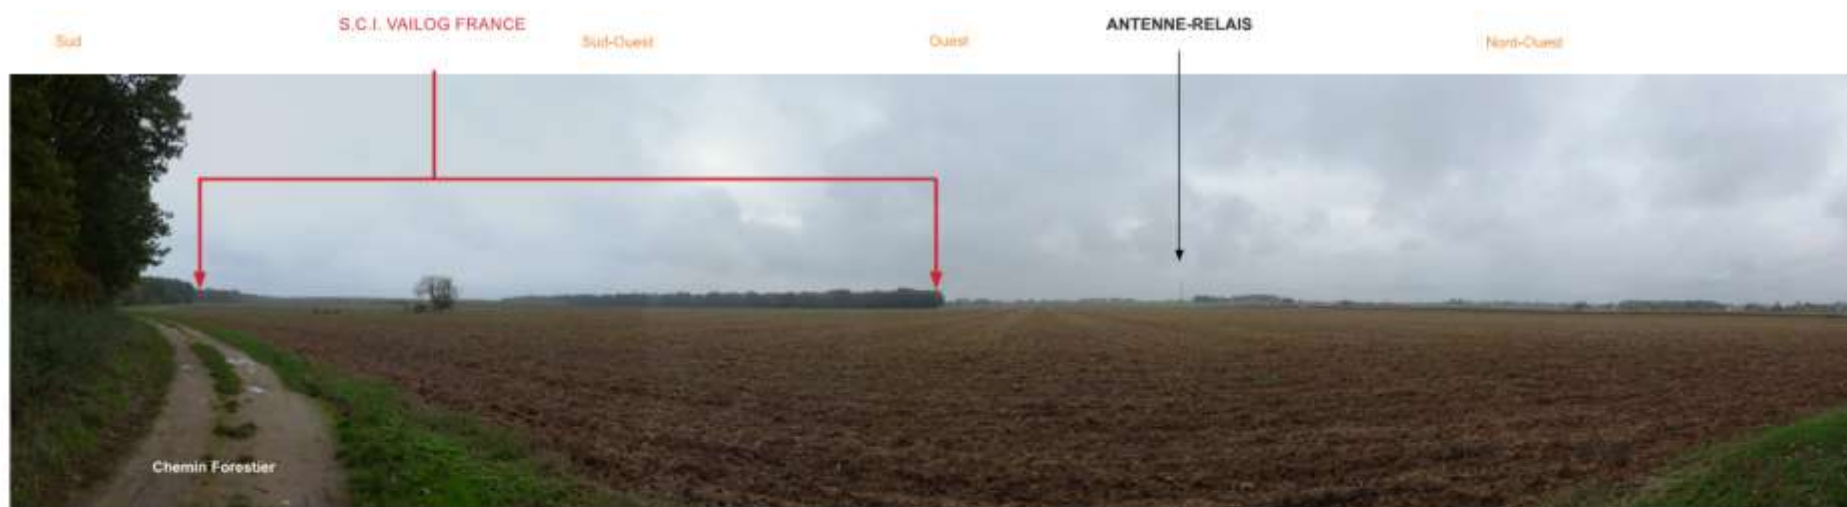 S.C.I. VAILOG FRANCE
ANTENNE-RELAIS
Sud
Sud-Ouest
Ouest
Nord-Ouest
Chemin Forestier